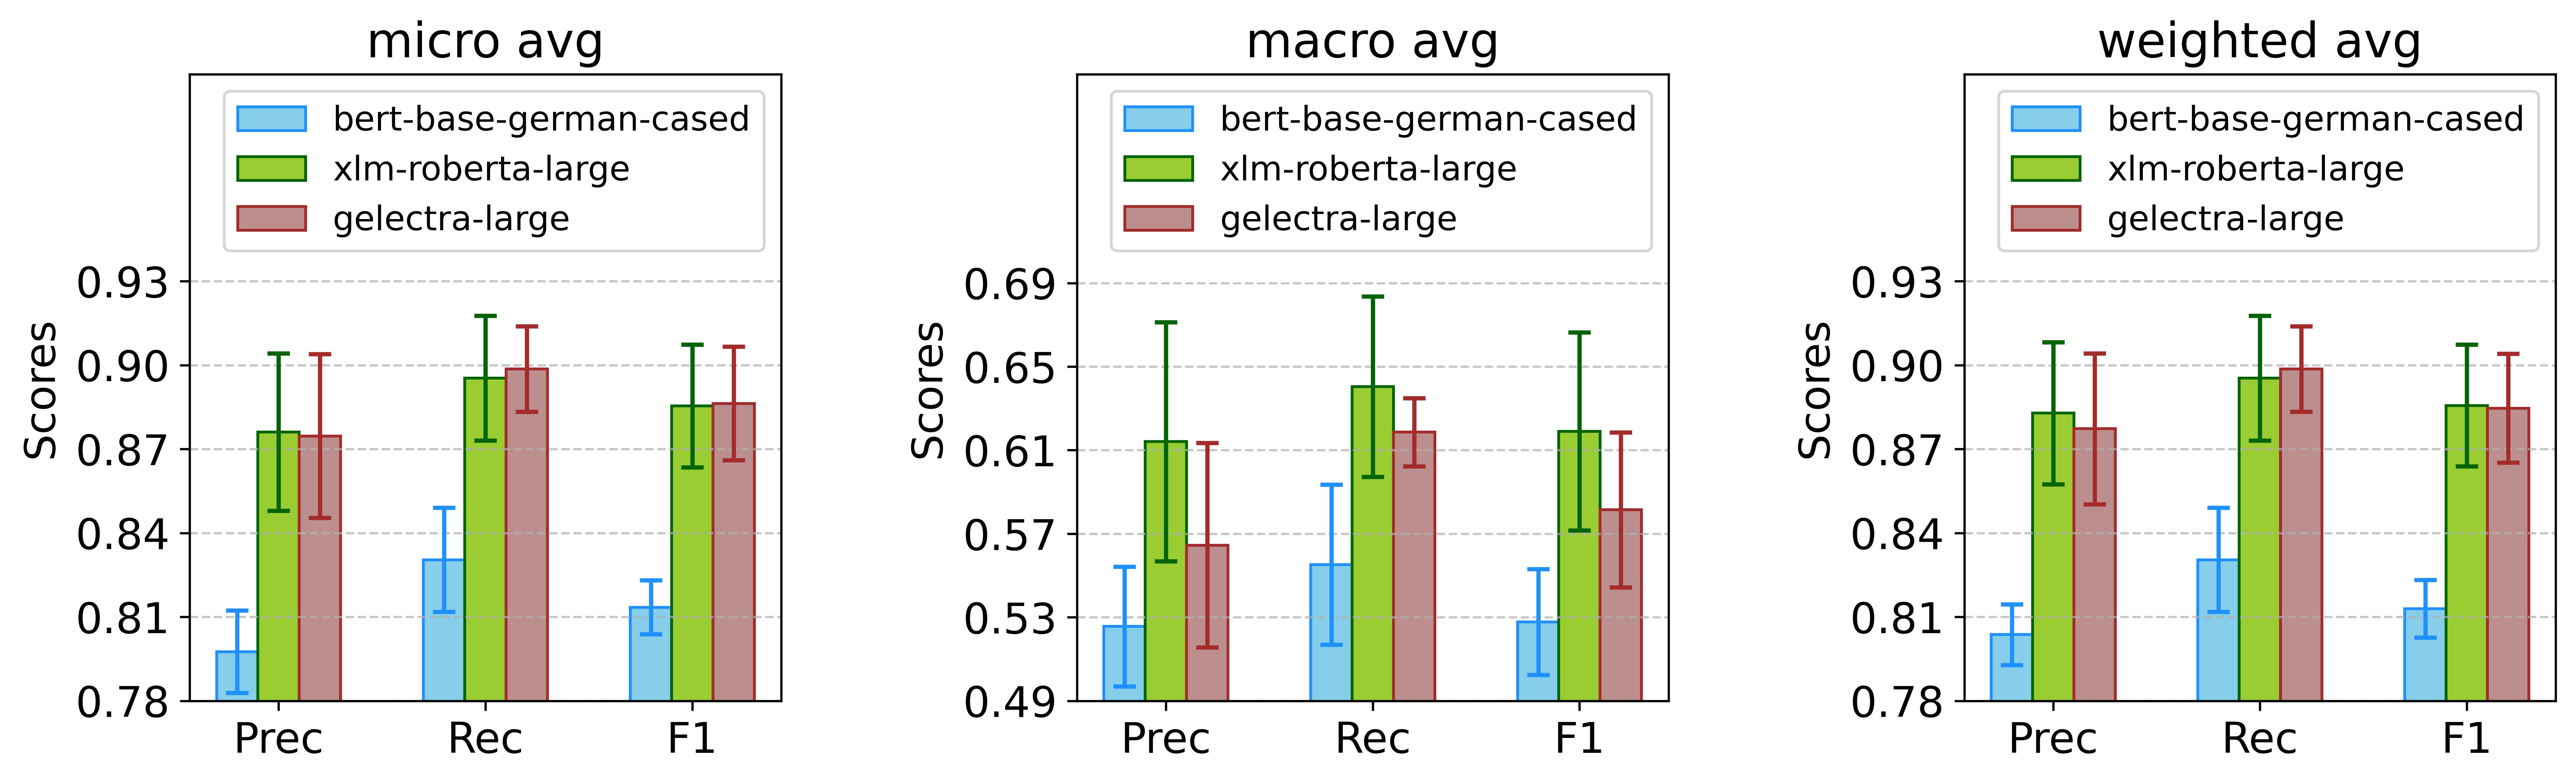 micro avg
bert-base-german-cased
xlm-roberta-large
gelectra-large
0.93
0.90
0.87
0.84
0.81
0.78
Scores
Prec Rec F1
macro avg
bert-base-german-cased
xlm-roberta-large
gelectra-large
0.69
0.65
0.61
0.57
0.53
0.49
Scores
Prec Rec F1
weighted avg
bert-base-german-cased
xlm-roberta-large
gelectra-large
0.93
0.90
0.87
0.84
0.81
0.78
Scores
Prec Rec F1